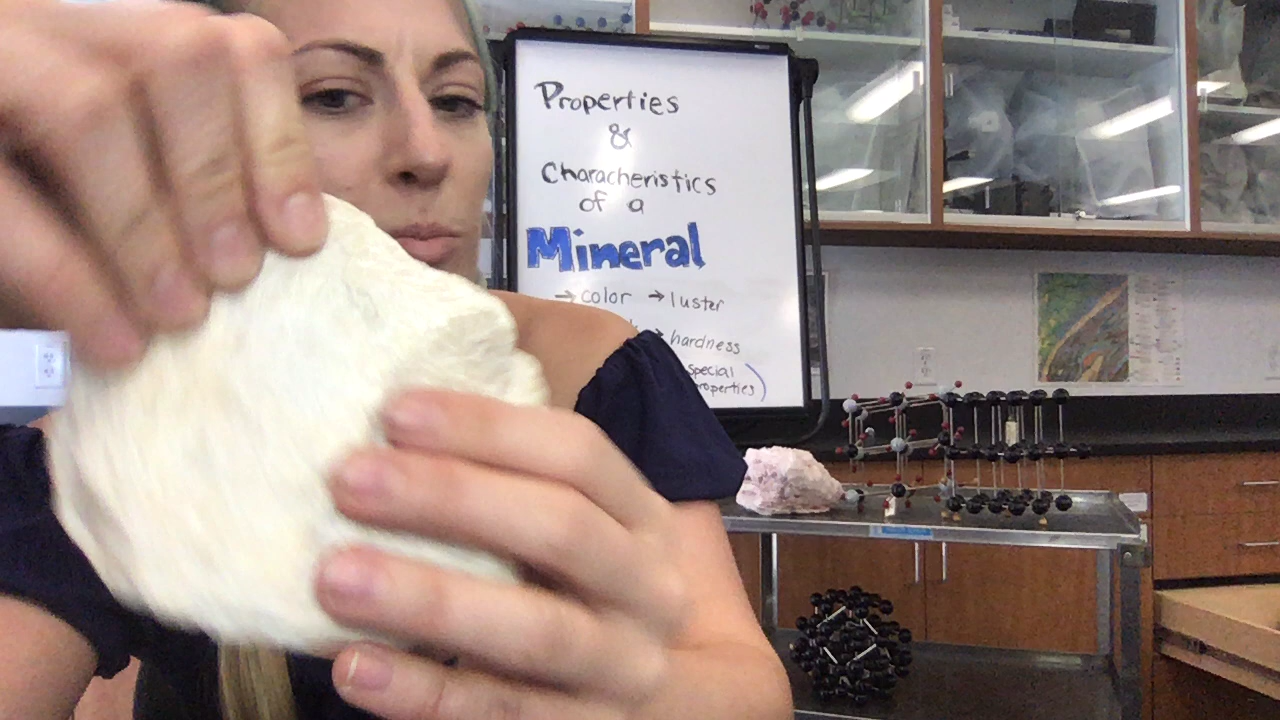 Properties
&
Characteristics
of a
Mineral
→ color → luster
→ hardness
special
properties)